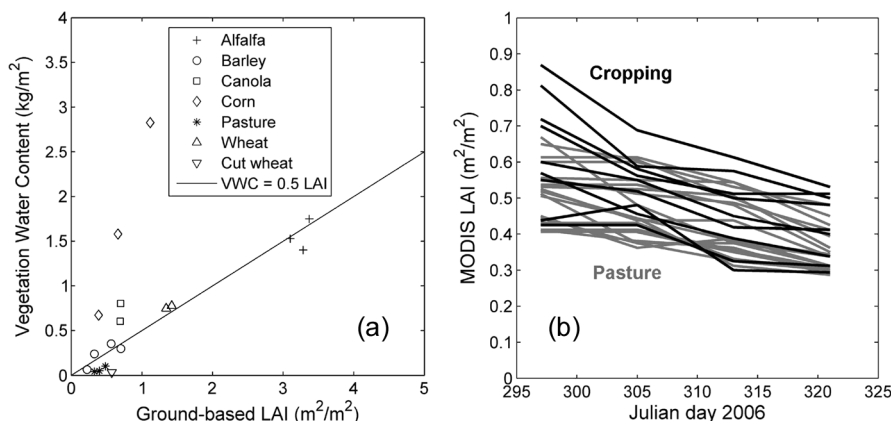 4
3.5
3
2.5
2
1.5
1
0.5
0
Vegetation Water Content (kg/m²)
Alfalfa
Barley
Canola
Corn
Pasture
Wheat
Cut wheat
VWC = 0.5 LAI
(a)
0 1 2 3 4 5
Ground-based LAI (m²/m²)
1
0.9
0.8
0.7
0.6
0.5
0.4
0.3
0.2
0.1
0
MODIS LAI (m²/m²)
Cropping
Pasture
(b)
295 300 305 310 315 320 325
Julian day 2006